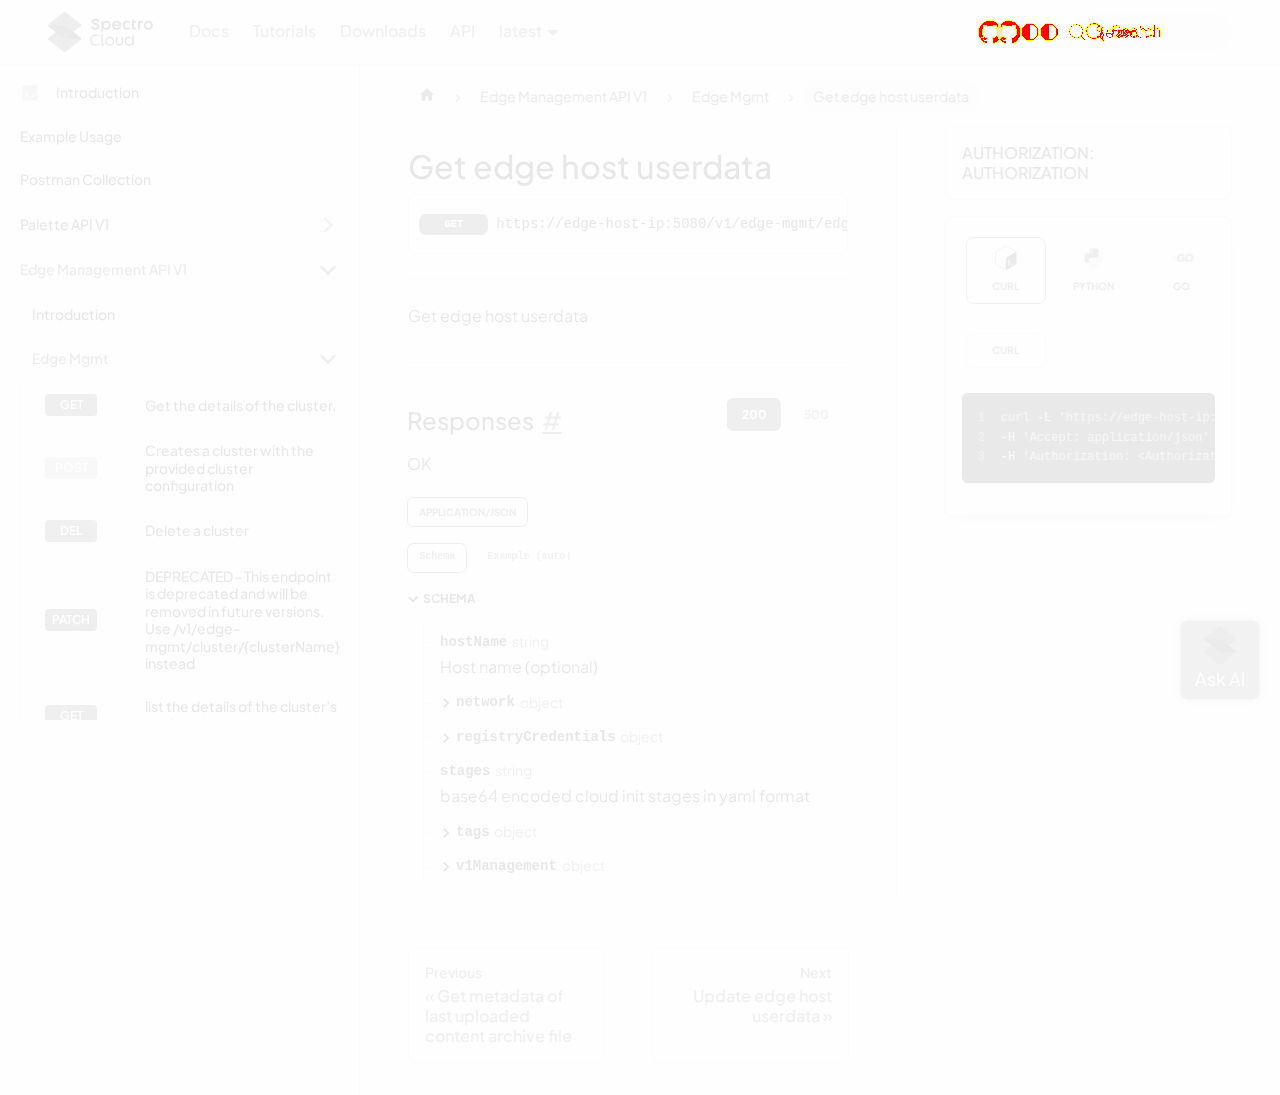 Spectro Cloud
Docs Tutorials Downloads API latest
Introduction
Example Usage
Postman Collection
Palette API V1
Edge Management API V1
Introduction
Edge Mgmt
GET Get the details of the cluster.
POST Creates a cluster with the
provided cluster
configuration
DEL Delete a cluster
DEPRECATED - This endpoint
is deprecated and will be
removed in future versions.
PATCH Use /v1/edge-
mgmt/cluster/{clusterName}
instead
GET list the details of the cluster's
Edge Management API V1 Edge Mgmt Get edge host userdata
Get edge host userdata
GET https://edge-host-ip:5080/v1/edge-mgmt/edg
Get edge host userdata
Responses #
200 500
OK
APPLICATION/JSON
Schema Example (auto)
SCHEMA
hostName string
Host name (optional)
network object
registryCredentials object
stages string
base64 encoded cloud init stages in yaml format
tags object
v1Management object
Previous
« Get metadata of
last uploaded
content archive file
Next
Update edge host
userdata »
AUTHORIZATION:
AUTHORIZATION
CURL PYTHON GO
CURL
1 curl -L 'https://edge-host-ip:
2 -H 'Accept: application/json'
3 -H 'Authorization: <Authorizat
Ask AI